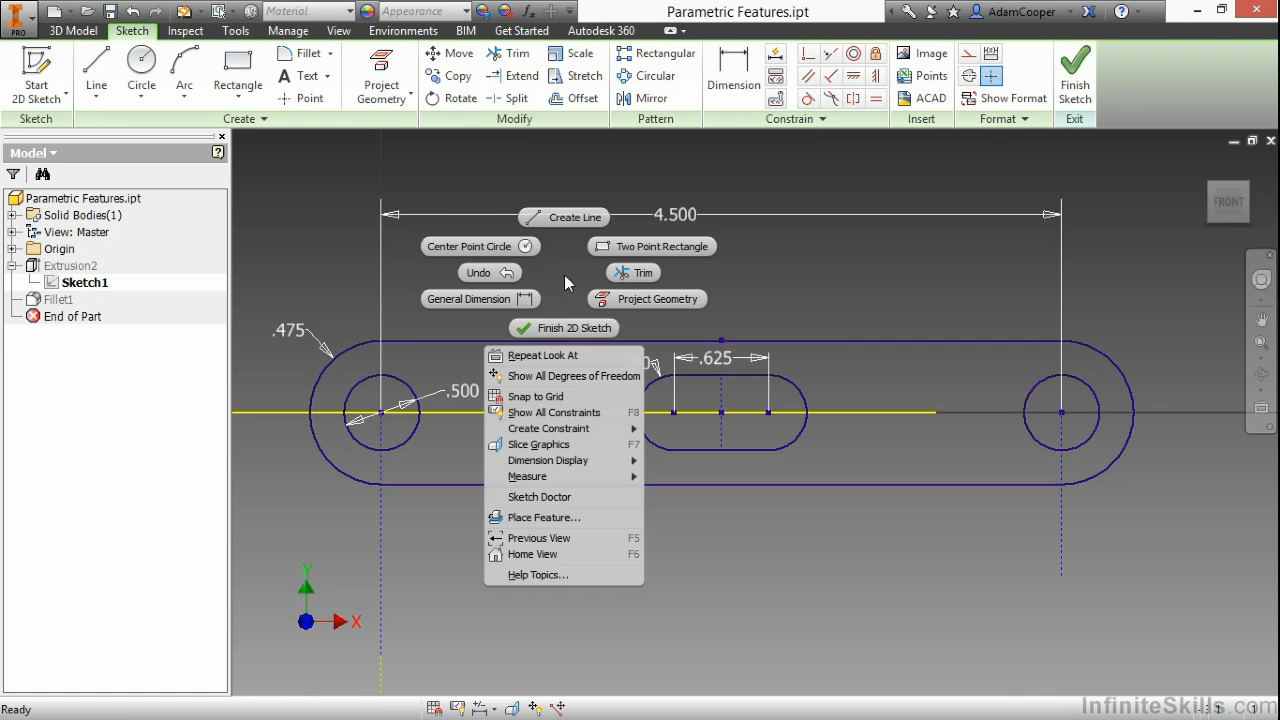 Material
Appearance
Parametric Features.ipt
AdamCooper
PRO
3D Model
Sketch
Inspect
Tools
Manage
View
Environments
BIM
Get Started
Autodesk 360
Start
2D Sketch
Line
Circle
Arc
Rectangle
Fillet
Text
Point
Project
Geometry
Move
Copy
Rotate
Trim
Extend
Split
Scale
Stretch
Offset
Rectangular
Circular
Mirror
Dimension
Image
Points
ACAD
Show Format
Finish
Sketch
Sketch
Create
Modify
Pattern
Constrain
Insert
Format
Exit
Model
Parametric Features.ipt
Solid Bodies(1)
View: Master
Origin
Extrusion2
Sketch1
Fillet1
End of Part
4.500
FRONT
Create Line
Center Point Circle
Two Point Rectangle
Undo
Trim
General Dimension
Project Geometry
Finish 2D Sketch
.475
.500
.625
Repeat Look At
Show All Degrees of Freedom
Snap to Grid
Show All Constraints F8
Create Constraint
Slice Graphics F7
Dimension Display
Measure
Sketch Doctor
Place Feature...
Previous View F5
Home View F6
Help Topics...
Y
X
Ready
InfiniteSkills.com